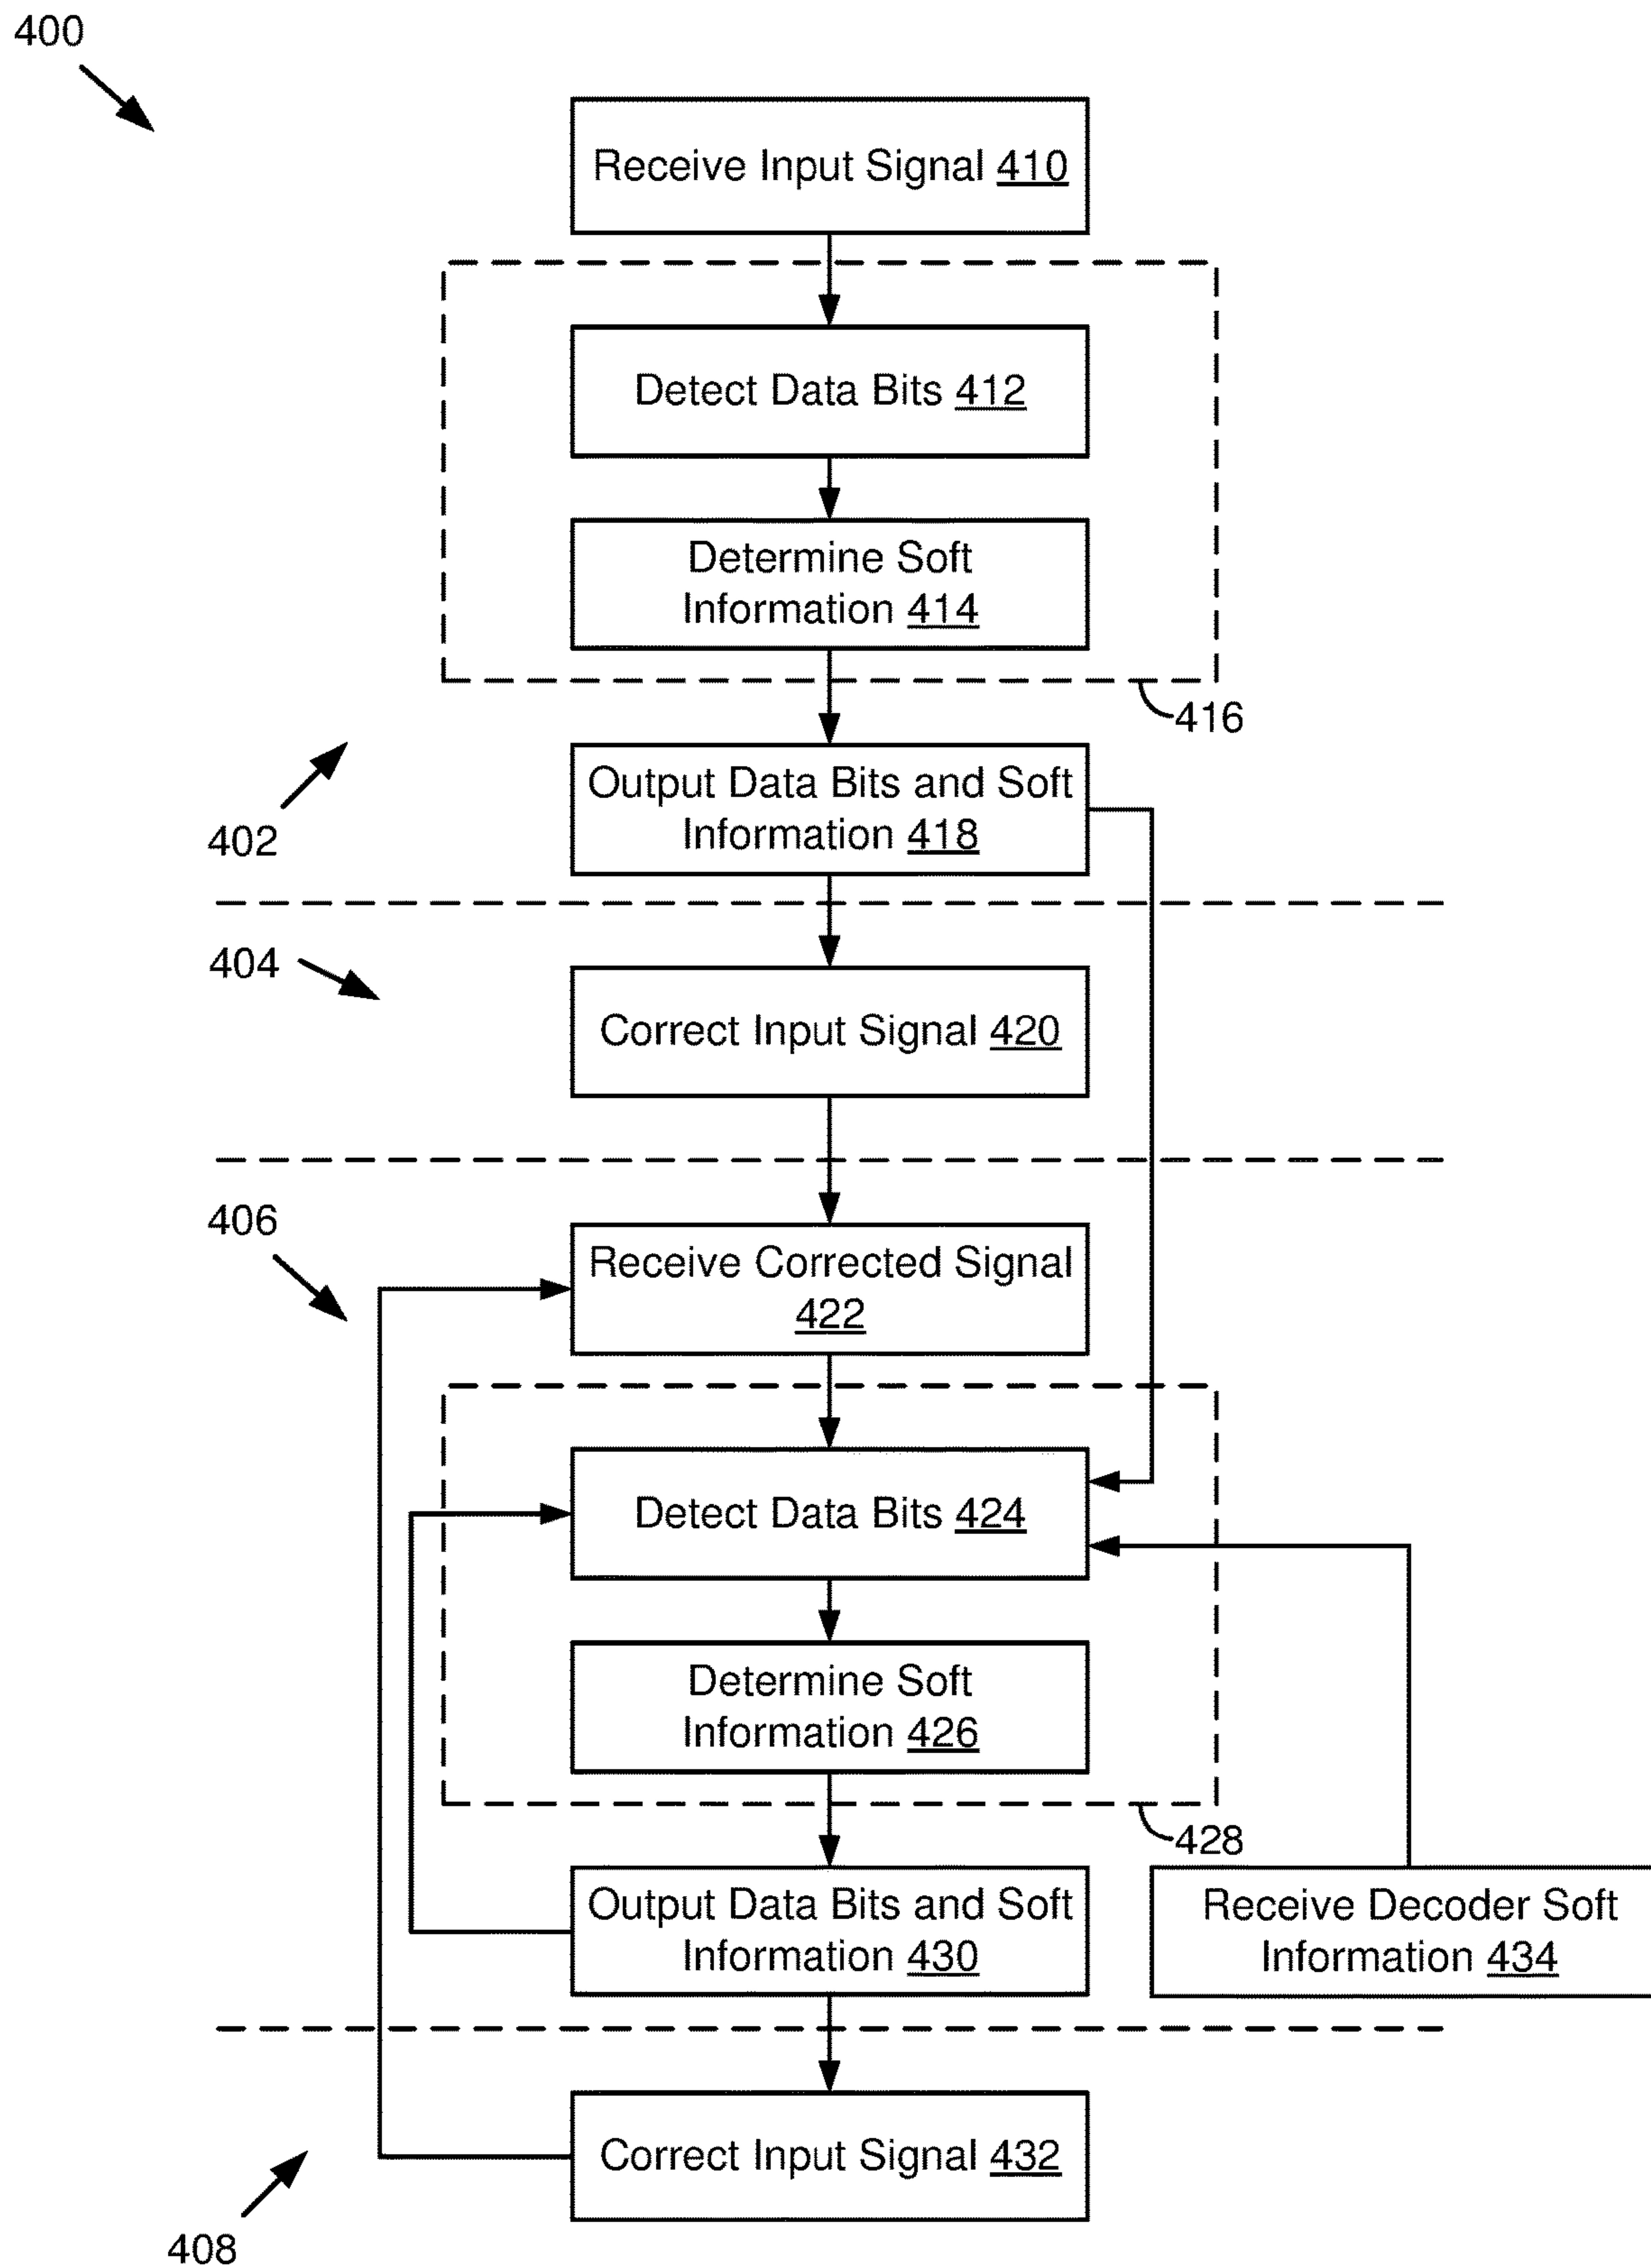 400
Receive Input Signal 410
Detect Data Bits 412
Determine Soft
Information 414
416
Output Data Bits and Soft
Information 418
402
404
Correct Input Signal 420
406
Receive Corrected Signal
422
Detect Data Bits 424
Determine Soft
Information 426
428
Output Data Bits and Soft
Information 430
Receive Decoder Soft
Information 434
Correct Input Signal 432
408